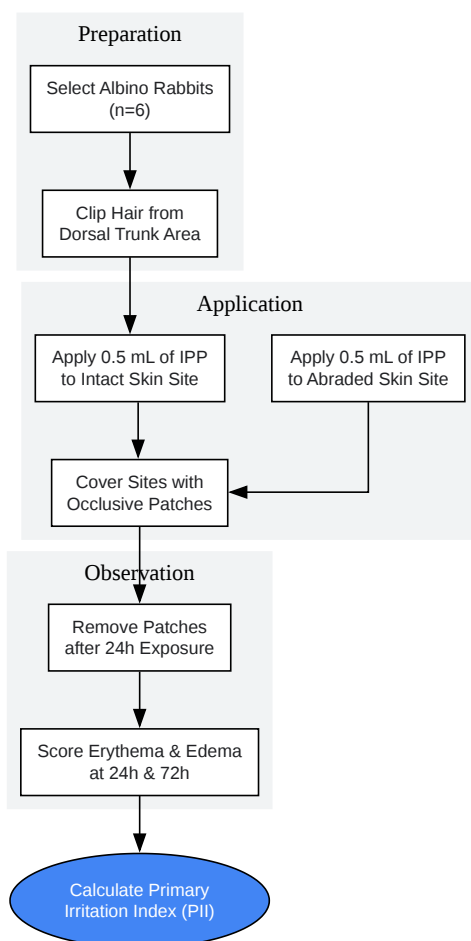 Preparation
Select Albino Rabbits
(n=6)
Clip Hair from
Dorsal Trunk Area
Application
Apply 0.5 mL of IPP
to Intact Skin Site
Apply 0.5 mL of IPP
to Abraded Skin Site
Cover Sites with
Occlusive Patches
Observation
Remove Patches
after 24h Exposure
Score Erythema & Edema
at 24h & 72h
Calculate Primary
Irritation Index (PII)